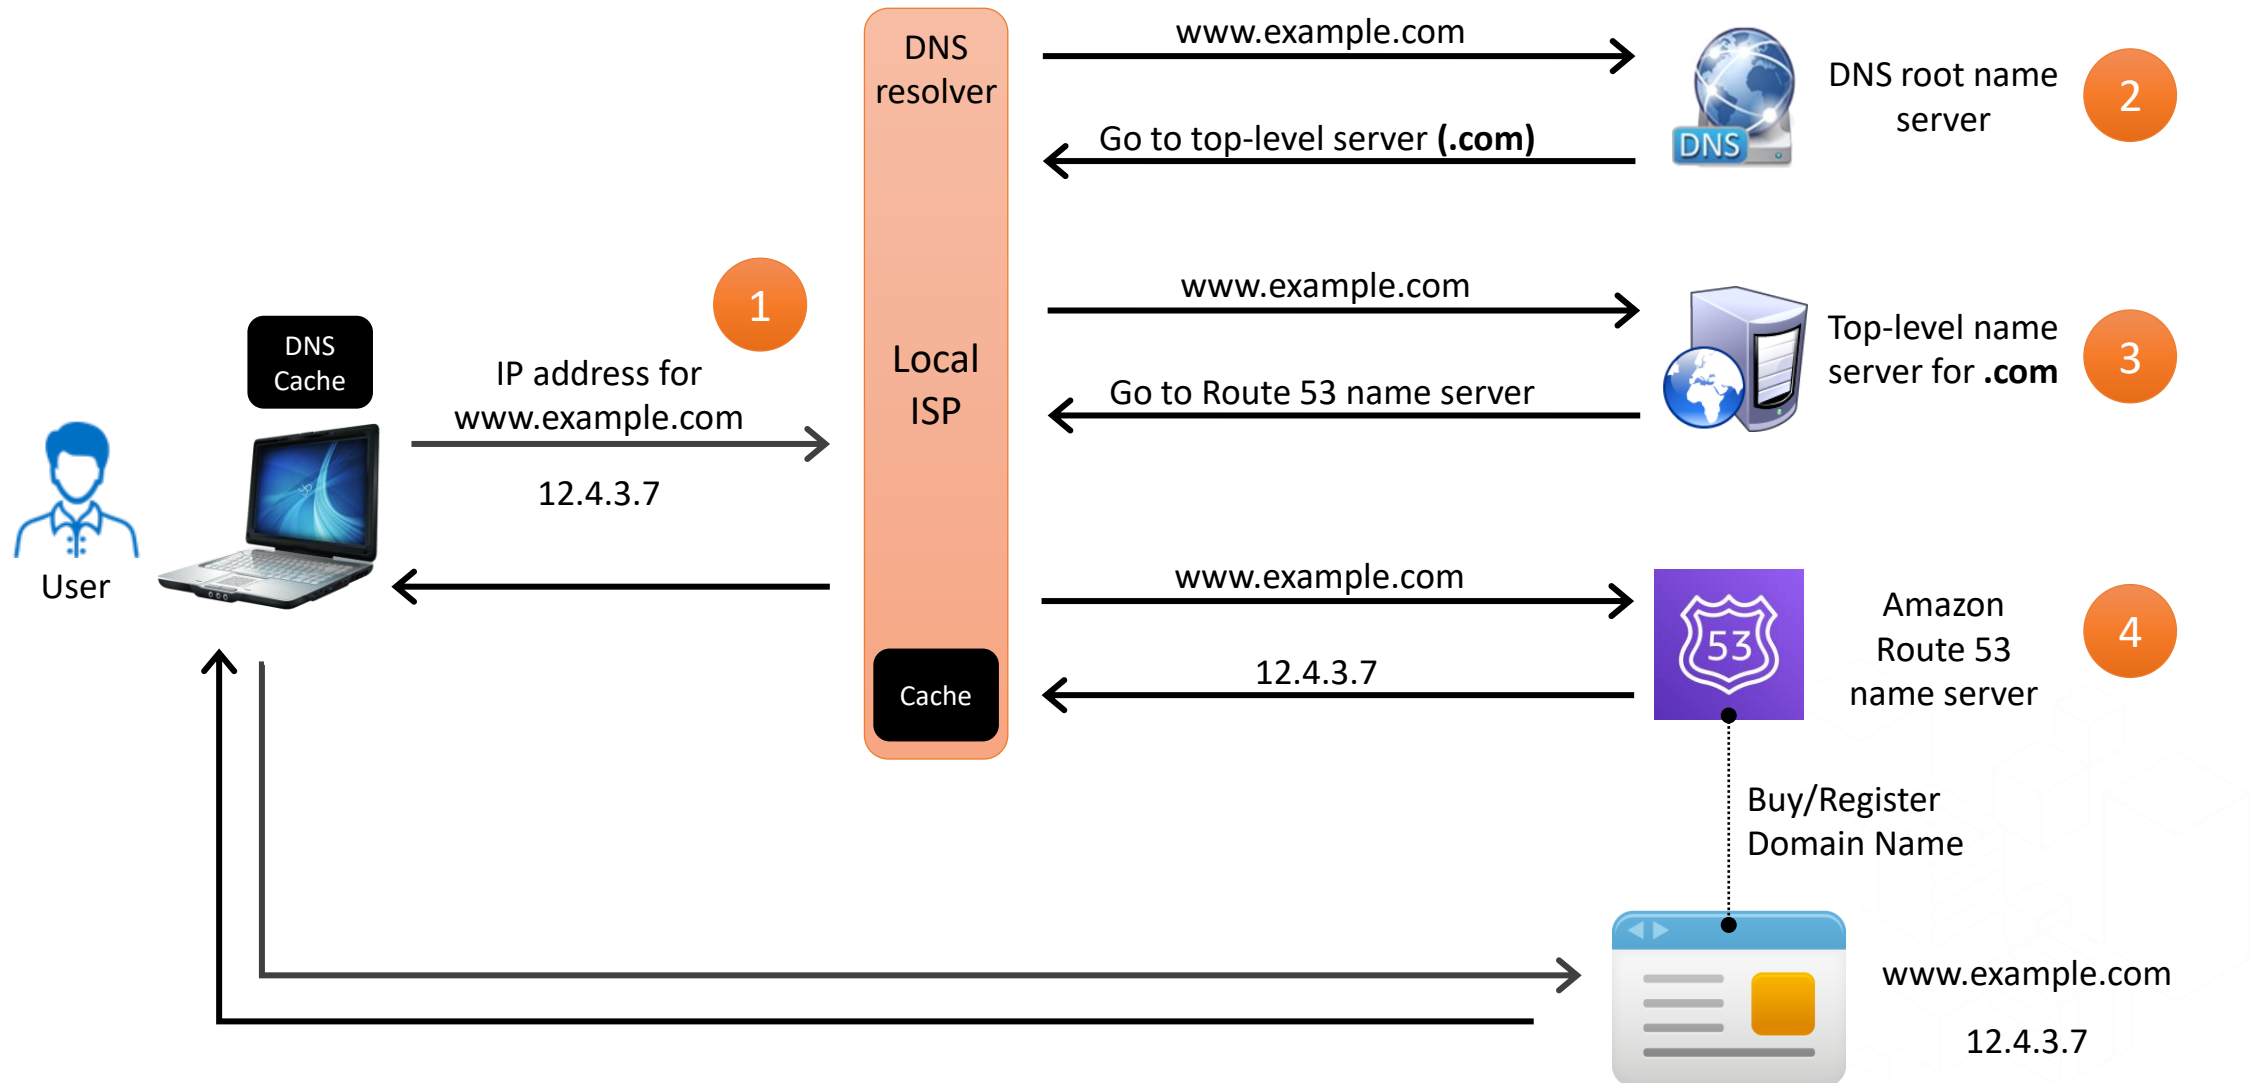 DNS
resolver
Local
ISP
Cache
www.example.com
Go to top-level server (.com)
DNS
DNS root name
server
2
www.example.com
Go to Route 53 name server
Top-level name
server for .com
3
1
DNS
Cache
IP address for
www.example.com
12.4.3.7
User
www.example.com
12.4.3.7
53
Amazon
Route 53
name server
4
Buy/Register
Domain Name
www.example.com
12.4.3.7